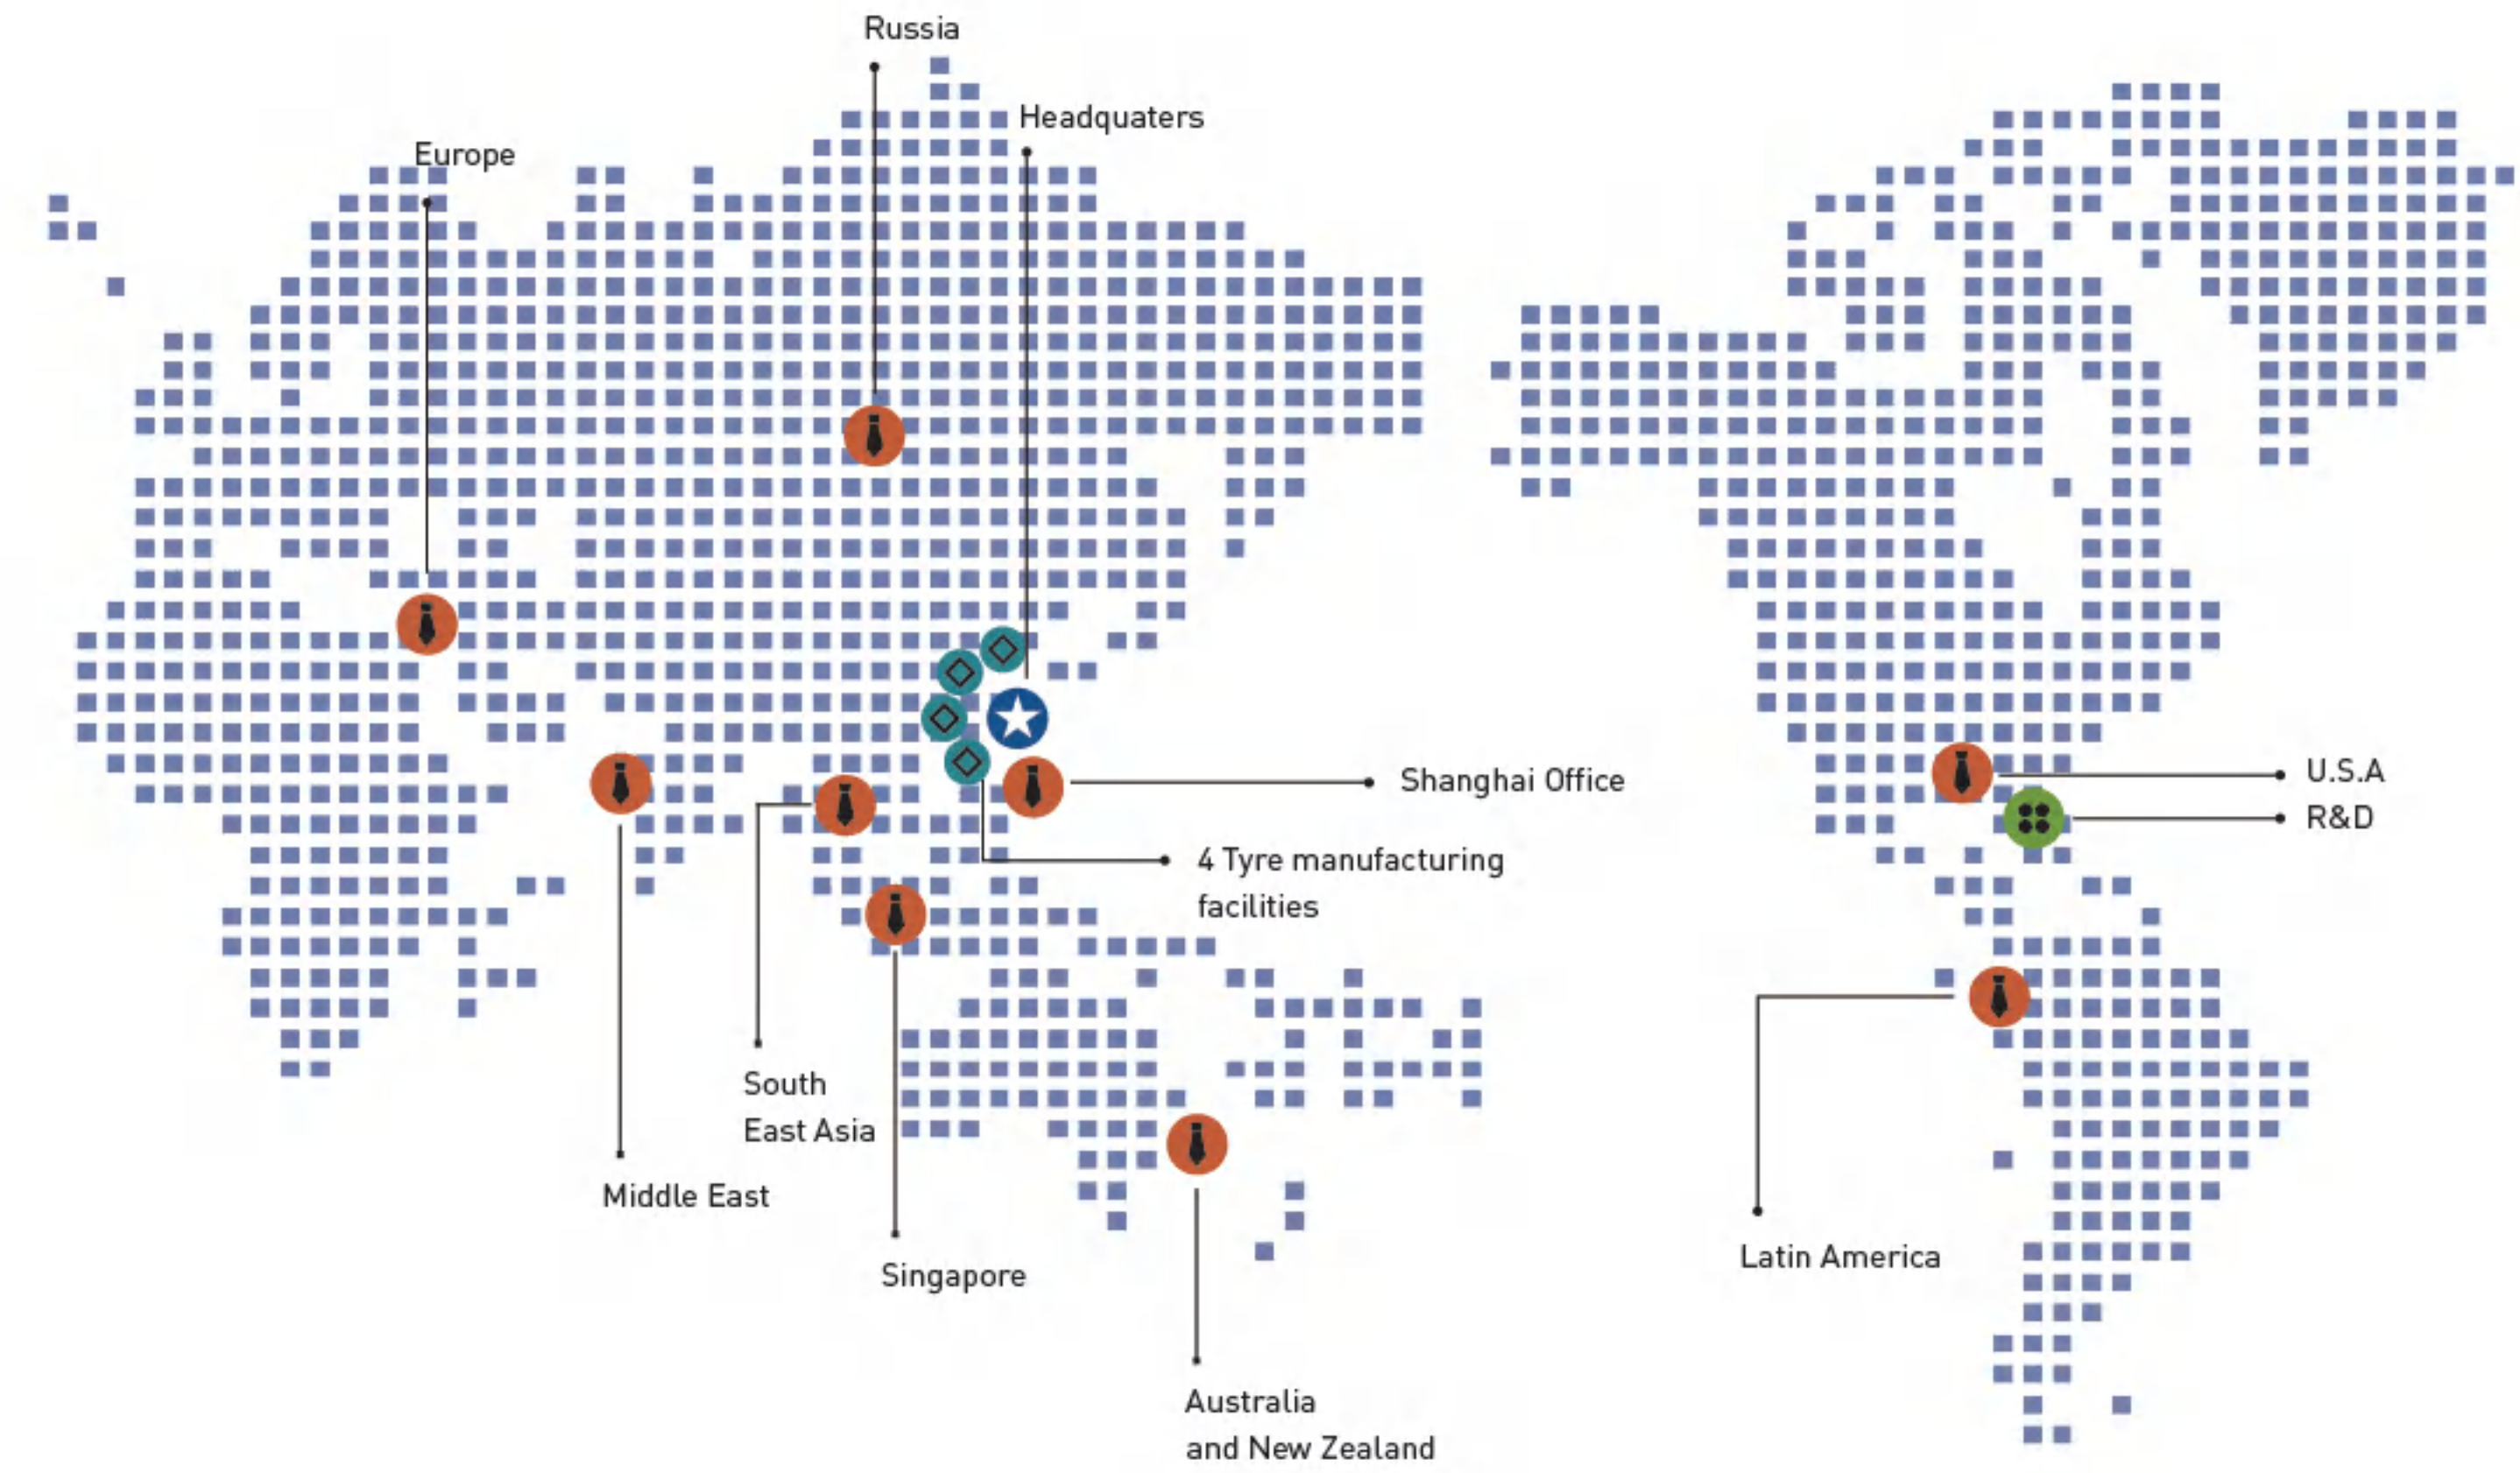 Russia
Headquaters
Europe
Shanghai Office
U.S.A
R&D
4 Tyre manufacturing
facilities
South
East Asia
Middle East
Singapore
Latin America
Australia
and New Zealand